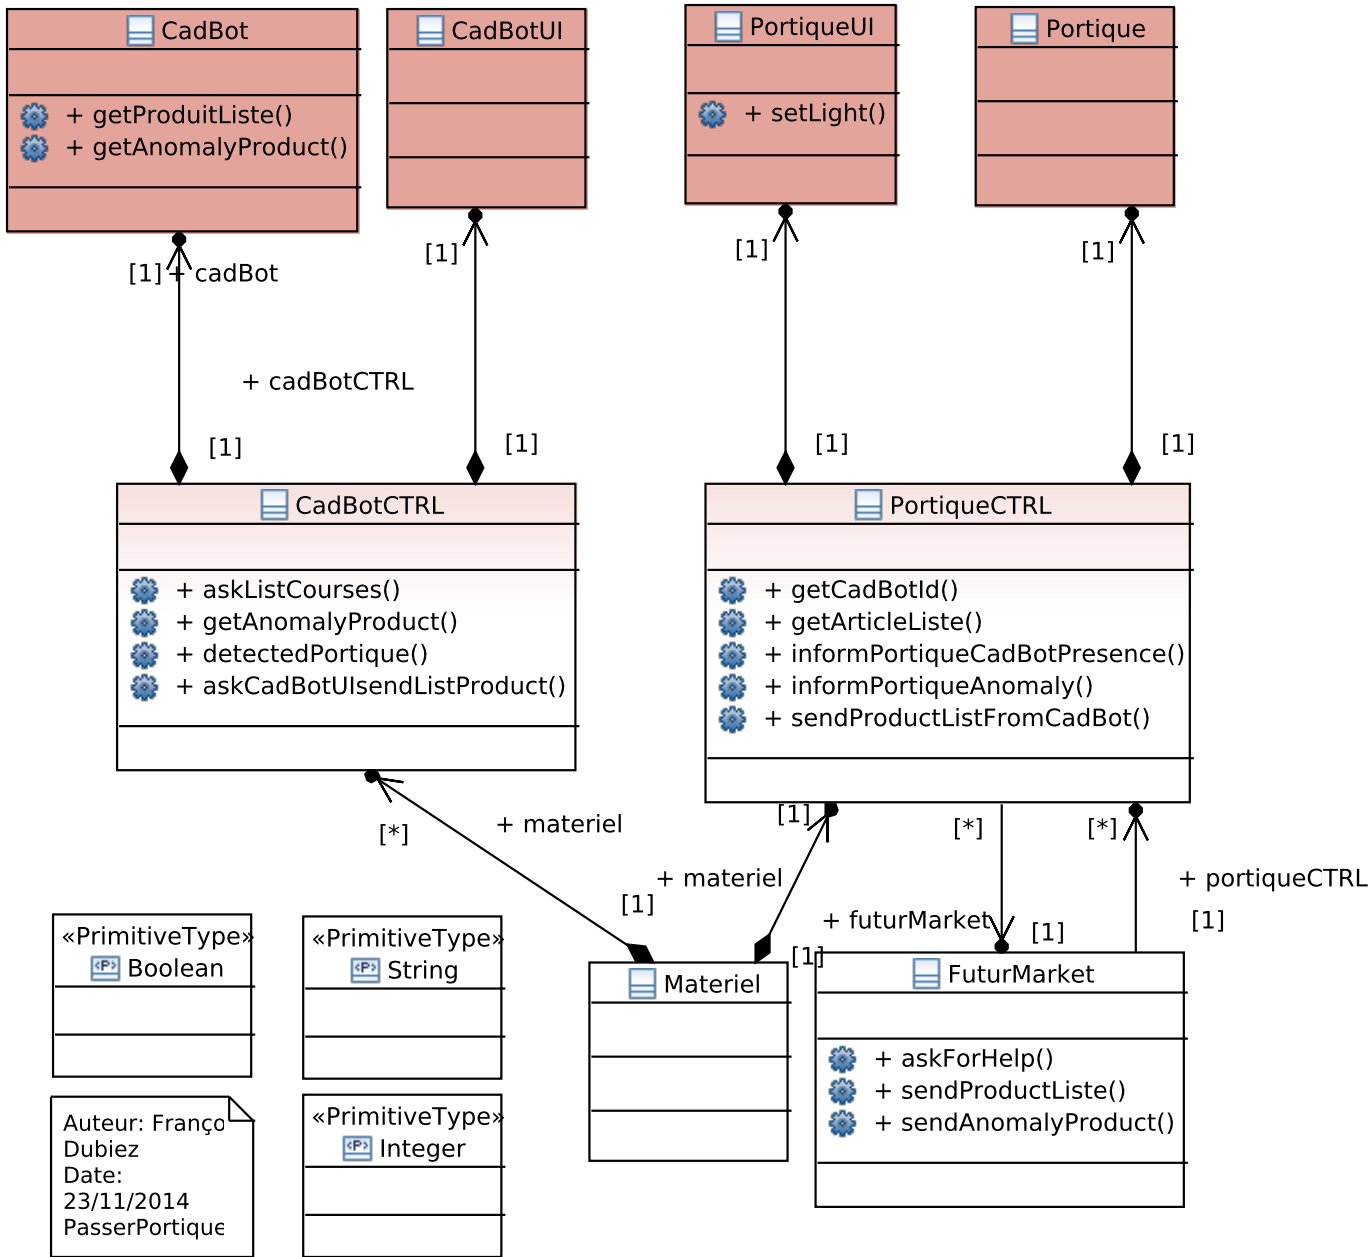 CadBot
+ getProduitListe()
+ getAnomalyProduct()
CadBotUI
PortiqueUI
+ setLight()
Portique
[1] + cadBot
[1]
[1]
[1]
+ cadBotCTRL
[1]
[1]
[1]
[1]
CadBotCTRL
+ askListCourses()
+ getAnomalyProduct()
+ detectedPortique()
+ askCadBotUIsendListProduct()
PortiqueCTRL
+ getCadBotId()
+ getArticleListe()
+ informPortiqueCadBotPresence()
+ informPortiqueAnomaly()
+ sendProductListFromCadBot()
[*]
+ materiel
[1]
[*]
[*]
+ materiel
+ portiqueCTRL
[1]
+ futurMarket
[1]
[1]
[1]
«PrimitiveType»
Boolean
«PrimitiveType»
String
Materiel
FuturMarket
+ askForHelp()
+ sendProductListe()
+ sendAnomalyProduct()
Auteur: Franço
Dubiez
Date:
23/11/2014
PasserPortique
«PrimitiveType»
Integer